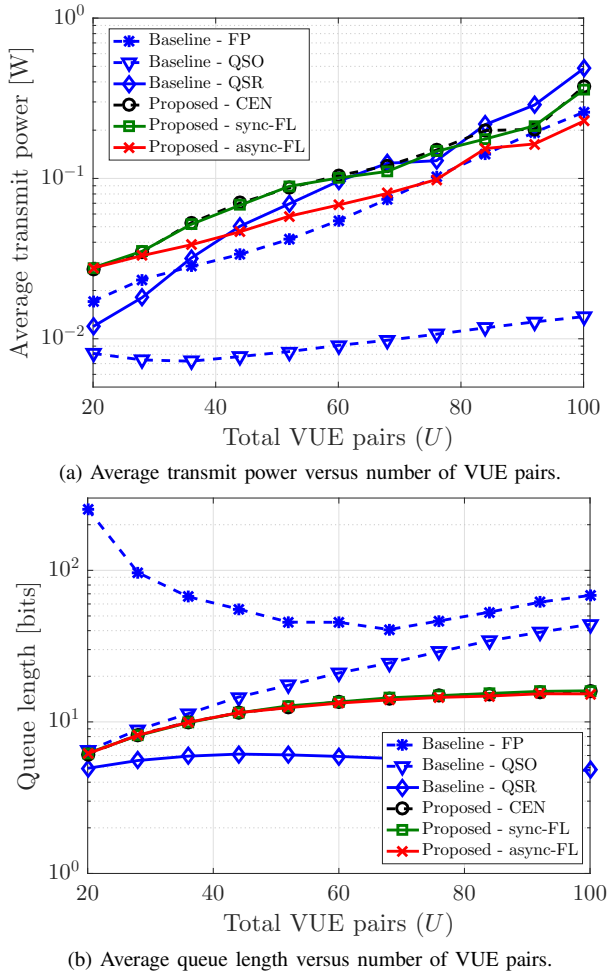 Average transmit power [W]
10^0
10^-1
10^-2
Baseline - FP
Baseline - QSO
Baseline - QSR
Proposed - CEN
Proposed - sync-FL
Proposed - async-FL
20 40 60 80 100
Total VUE pairs (U)
(a) Average transmit power versus number of VUE pairs.
Queue length [bits]
10^2
10^1
10^0
Baseline - FP
Baseline - QSO
Baseline - QSR
Proposed - CEN
Proposed - sync-FL
Proposed - async-FL
20 40 60 80 100
Total VUE pairs (U)
(b) Average queue length versus number of VUE pairs.